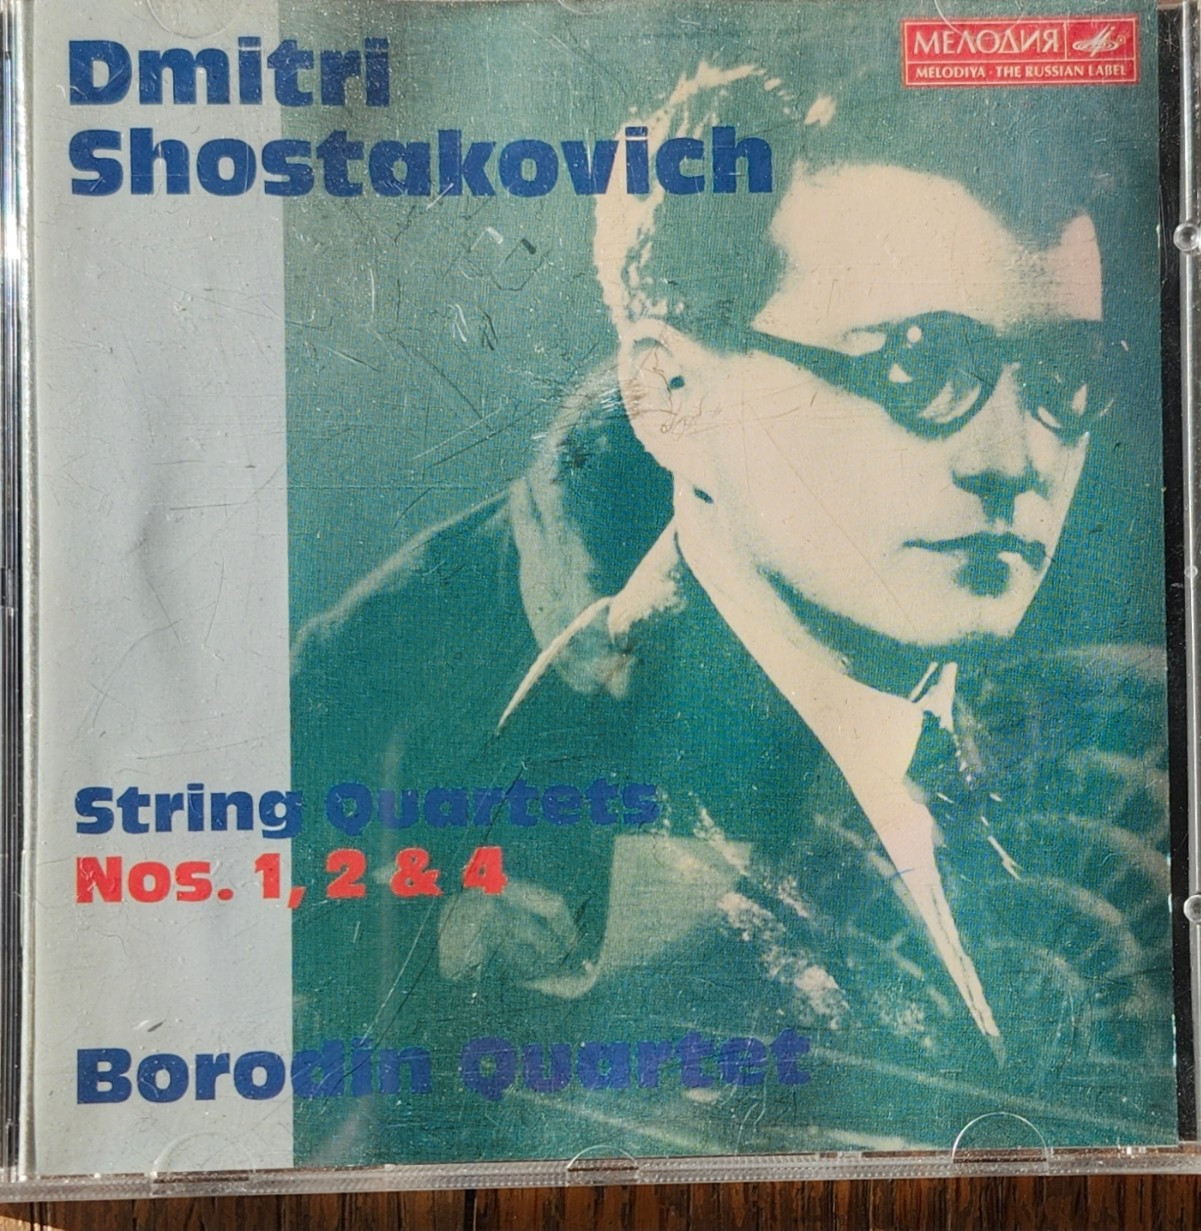 Dmitri
Shostakovich
МЕЛОДИЯ
MELODIYA · THE RUSSIAN LABEL
String Quartets
Nos. 1, 2 & 4
Borodin Quartet